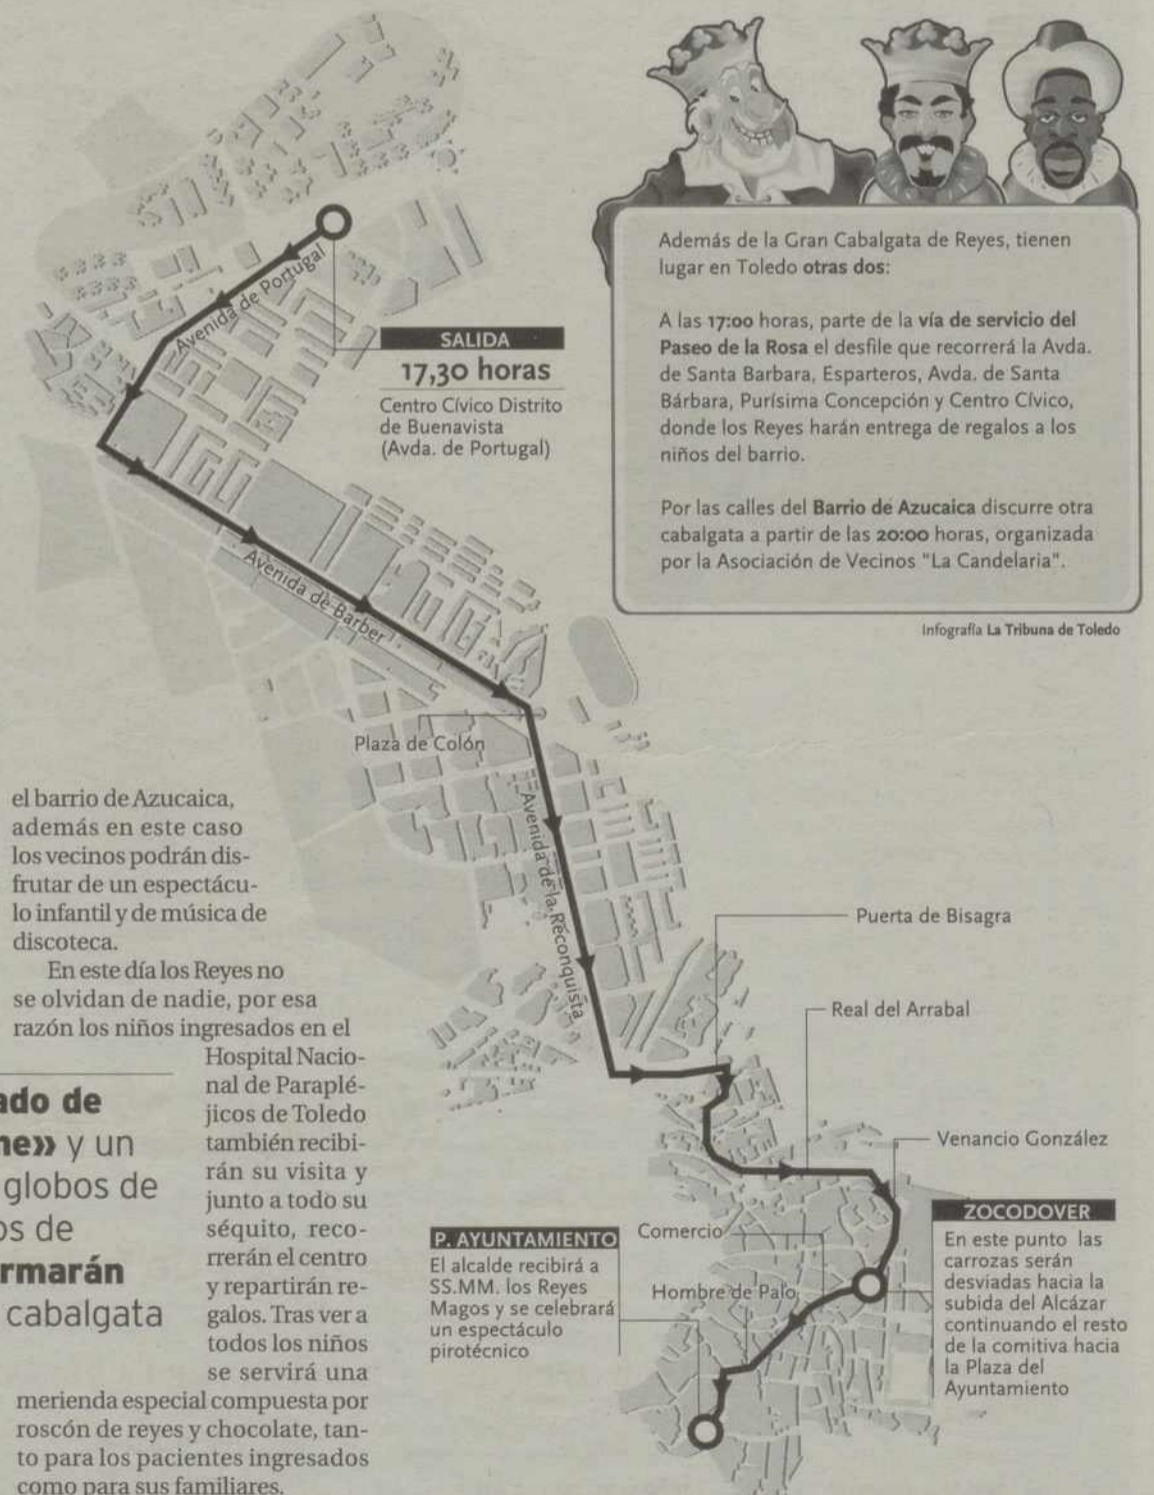 Además de la Gran Cabalgata de Reyes, tienen
lugar en Toledo otras dos:
A las 17:00 horas, parte de la vía de servicio del
Paseo de la Rosa el desfile que recorrerá la Avda.
de Santa Barbara, Esparteros, Avda. de Santa
Bárbara, Purísima Concepción y Centro Cívico,
donde los Reyes harán entrega de regalos a los
niños del barrio.
Por las calles del Barrio de Azucaica discurre otra
cabalgata a partir de las 20:00 horas, organizada
por la Asociación de Vecinos "La Candelaria".
Infografía La Tribuna de Toledo
Avenida de Portugal
SALIDA
17,30 horas
Centro Cívico Distrito
de Buenavista
(Avda. de Portugal)
Avenida de Barber
Plaza de Colón
Avenida de la Reconquista
Puerta de Bisagra
Real del Arrabal
Venancio González
ZOCODOVER
En este punto las
carrozas serán
desviadas hacia la
subida del Alcázar
continuando el resto
de la comitiva hacia
la Plaza del
Ayuntamiento
Comercio
Hombre de Palo
P. AYUNTAMIENTO
El alcalde recibirá a
SS.MM. los Reyes
Magos y se celebrará
un espectáculo
pirotécnico
el barrio de Azucaica,
además en este caso
los vecinos podrán dis-
frutar de un espectácu-
lo infantil y de música de
discoteca.
En este día los Reyes no
se olvidan de nadie, por esa
razón los niños ingresados en el
Hospital Nacio-
nal de Paraplé-
jicos de Toledo
también recibi-
rán su visita y
junto a todo su
séquito, reco-
rrerán el centro
y repartirán re-
galos. Tras ver a
todos los niños
se servirá una
merienda especial compuesta por
roscón de reyes y chocolate, tan-
to para los pacientes ingresados
como para sus familiares.
ado de
ne» y un
globos de
os de
rmarán
cabalgata